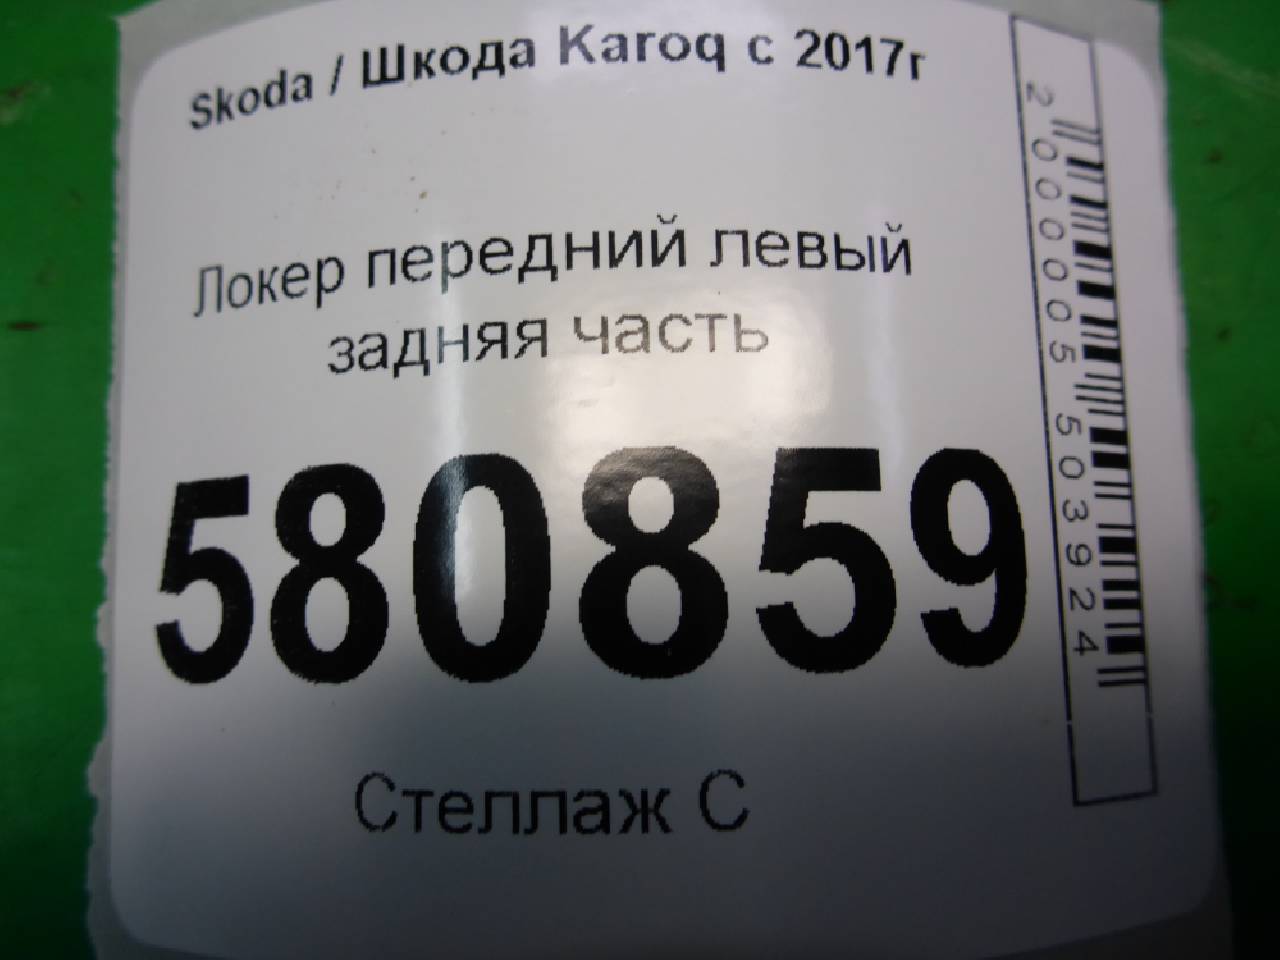 Skoda / Шкода Karoq с 2017г
Локер передний левый
задняя часть
580859
Стеллаж С
2000005503924